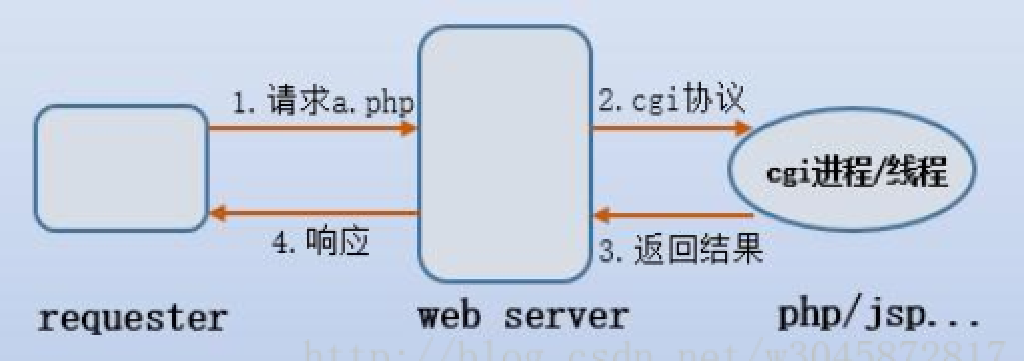 1.请求a.php
2.cgi协议
cgi进程/线程
4.响应
3.返回结果
requester
web server
php/jsp...
http://blog.csdn.net/w3045872817